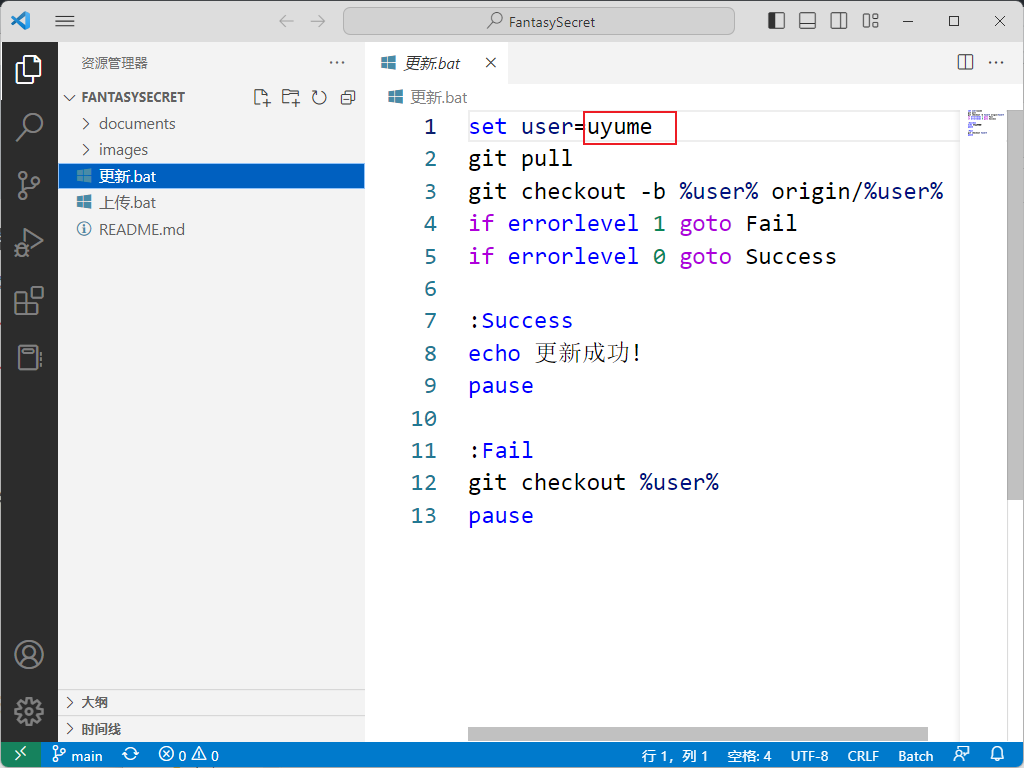 FantasySecret
资源管理器
更新.bat
FANTASYSECRET
更新.bat
documents
images
更新.bat
上传.bat
README.md
1 set user=uyume
2 git pull
3 git checkout -b %user% origin/%user%
4 if errorlevel 1 goto Fail
5 if errorlevel 0 goto Success
6
7 :Success
8 echo 更新成功!
9 pause
10
11 :Fail
12 git checkout %user%
13 pause
大纲
时间线
main 0 0 行 1，列 1 空格: 4 UTF-8 CRLF Batch